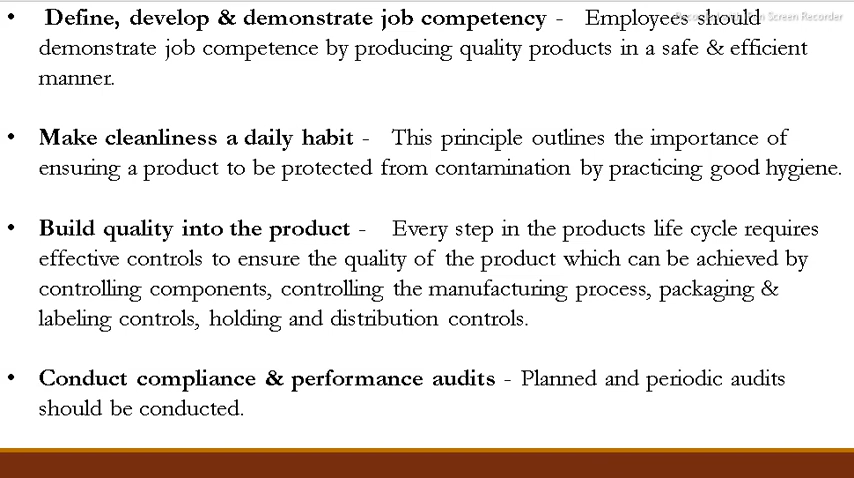 • Define, develop & demonstrate job competency - Employees should
demonstrate job competence by producing quality products in a safe & efficient
manner.
• Make cleanliness a daily habit - This principle outlines the importance of
ensuring a product to be protected from contamination by practicing good hygiene.
• Build quality into the product - Every step in the products life cycle requires
effective controls to ensure the quality of the product which can be achieved by
controlling components, controlling the manufacturing process, packaging &
labeling controls, holding and distribution controls.
• Conduct compliance & performance audits - Planned and periodic audits
should be conducted.
Screen Recorder